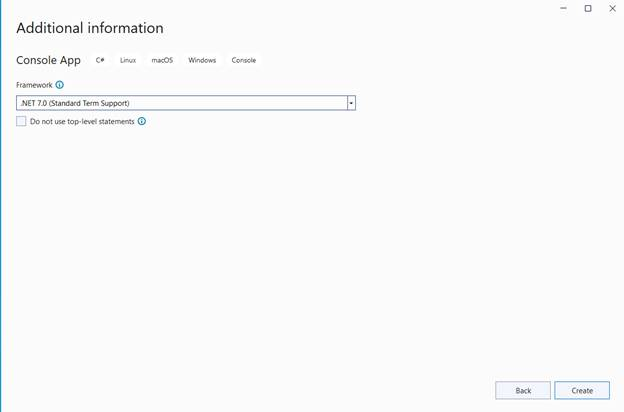 Additional information
Console App C# Linux macOS Windows Console
Framework
.NET 7.0 (Standard Term Support)
Do not use top-level statements
Back Create